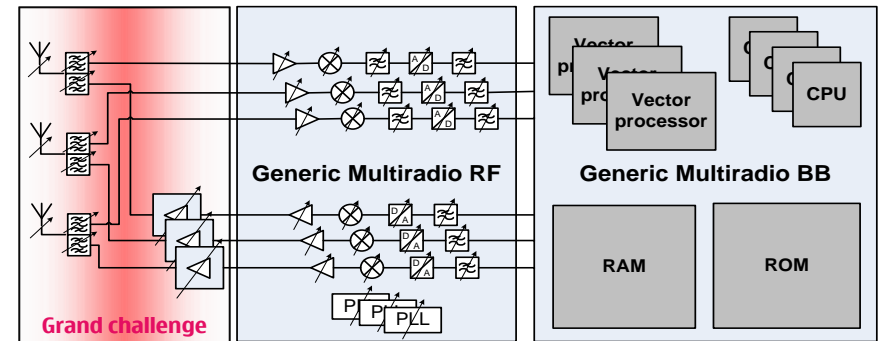 A
D
A
D
A
D
Generic Multiradio RF
D
A
D
A
D
A
PLL
Grand challenge
Vector
Vector
Vector
processor
CPU
Generic Multiradio BB
RAM
ROM